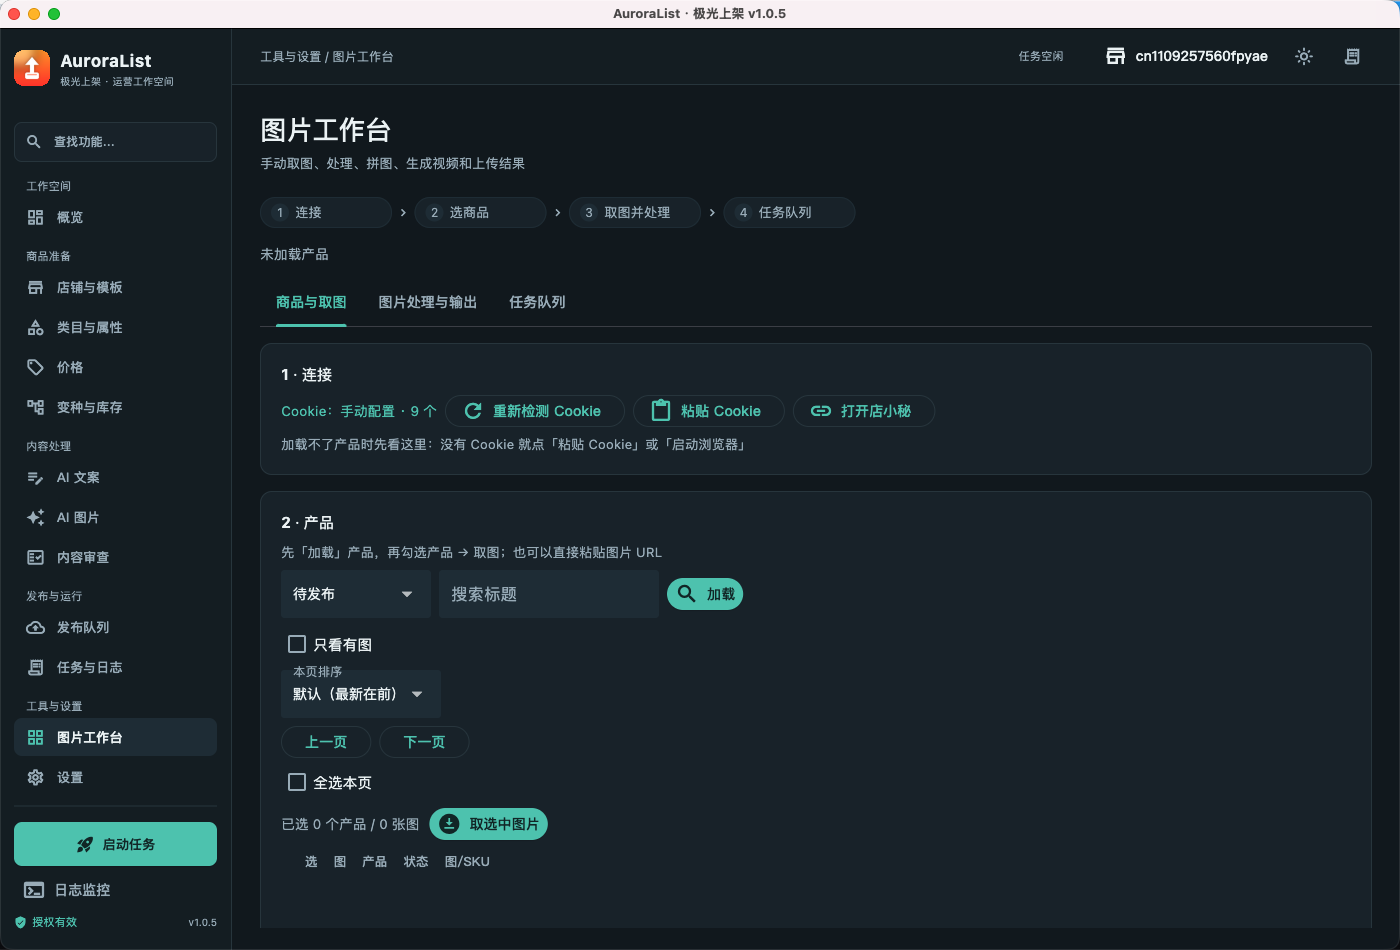 AuroraList · 极光上架 v1.0.5
AuroraList
极光上架 · 运营工作空间
查找功能...
工作空间
概览
商品准备
店铺与模板
类目与属性
价格
变种与库存
内容处理
AI 文案
AI 图片
内容审查
发布与运行
发布队列
任务与日志
工具与设置
图片工作台
设置
启动任务
日志监控
授权有效 v1.0.5
工具与设置 / 图片工作台
任务空闲
cn1109257560fpyae
图片工作台
手动取图、处理、拼图、生成视频和上传结果
1 连接 › 2 选商品 › 3 取图并处理 › 4 任务队列
未加载产品
商品与取图 图片处理与输出 任务队列
1 · 连接
Cookie：手动配置 · 9 个 重新检测 Cookie 粘贴 Cookie 打开店小秘
加载不了产品时先看这里：没有 Cookie 就点「粘贴 Cookie」或「启动浏览器」
2 · 产品
先「加载」产品，再勾选产品 → 取图；也可以直接粘贴图片 URL
待发布 搜索标题 加载
只看有图
本页排序
默认（最新在前）
上一页 下一页
全选本页
已选 0 个产品 / 0 张图 取选中图片
选 图 产品 状态 图/SKU